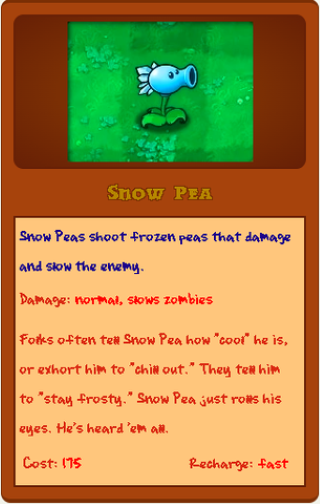 Snow Pea
Snow Peas shoot frozen peas that damage
and slow the enemy.
Damage: normal, slows zombies
Folks often tell Snow Pea how "cool" he is,
or exhort him to "chill out." They tell him
to "stay frosty." Snow Pea just rolls his
eyes. He's heard 'em all.
Cost: 175 Recharge: fast